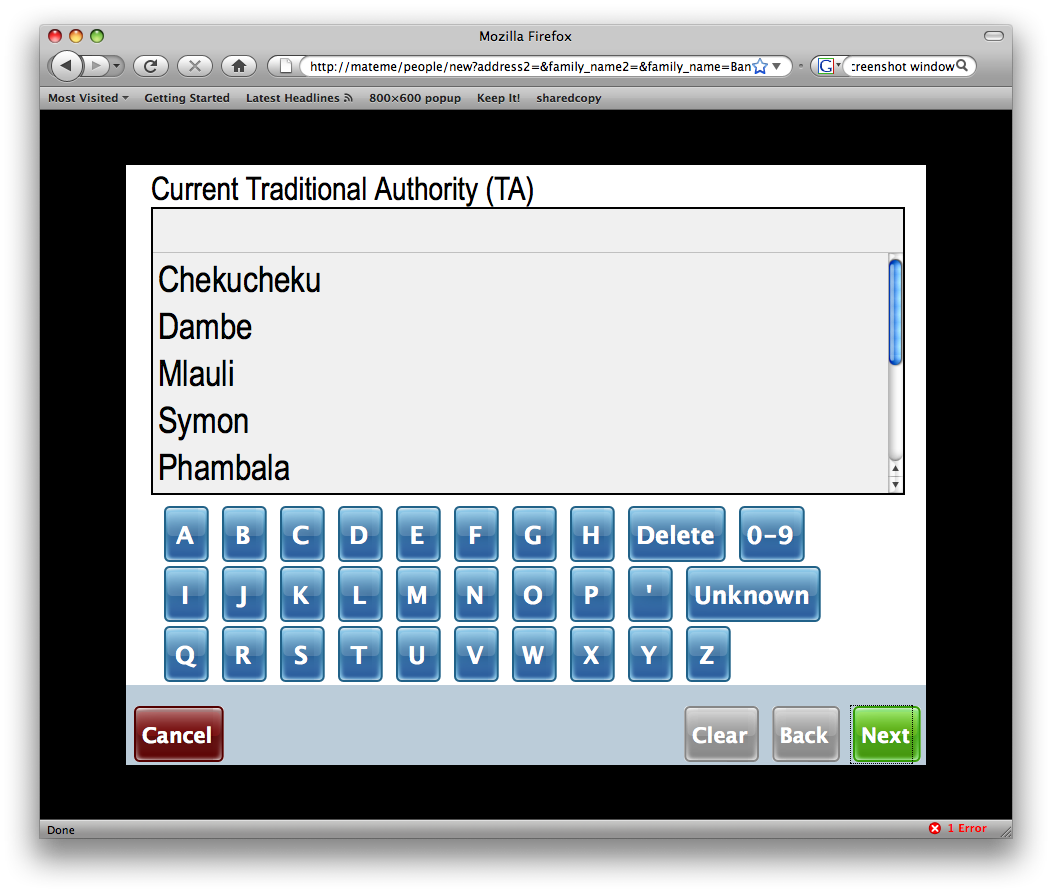 Mozilla Firefox
http://mateme/people/new?address2=&family_name2=&family_name=Ban
G
creenshot window
Most Visited Getting Started Latest Headlines 800×600 popup Keep It! sharedcopy
Current Traditional Authority (TA)
Chekucheku
Dambe
Mlauli
Symon
Phambala
A B C D E F G H Delete 0-9
I J K L M N O P ' Unknown
Q R S T U V W X Y Z
Cancel Clear Back Next
Done 1 Error